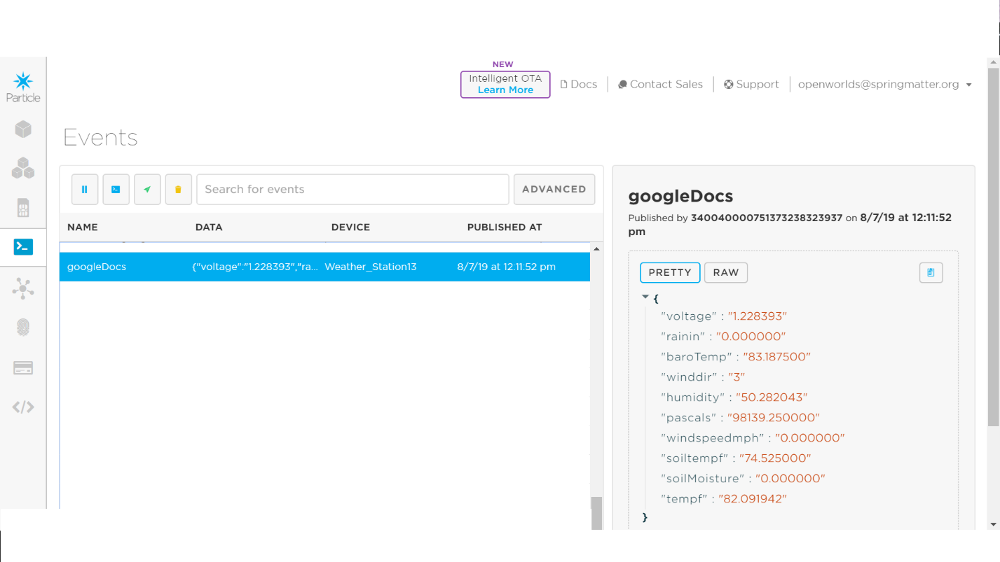 NEW
Intelligent OTA
Learn More
Docs
Contact Sales
Support
openworlds@springmatter.org
Particle
Events
Search for events
ADVANCED
NAME DATA DEVICE PUBLISHED AT
googleDocs {"voltage":"1.228393","ra... Weather_Station13 8/7/19 at 12:11:52 pm
googleDocs
Published by 340040000751373238323937 on 8/7/19 at 12:11:52
pm
PRETTY RAW
{
"voltage" : "1.228393"
"rainin" : "0.000000"
"baroTemp" : "83.187500"
"winddir" : "3"
"humidity" : "50.282043"
"pascals" : "98139.250000"
"windspeedmph" : "0.000000"
"soiltempf" : "74.525000"
"soilMoisture" : "0.000000"
"tempf" : "82.091942"
}